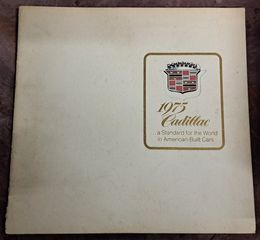 1975
Cadillac
...a Standard for the World
in American-Built Cars